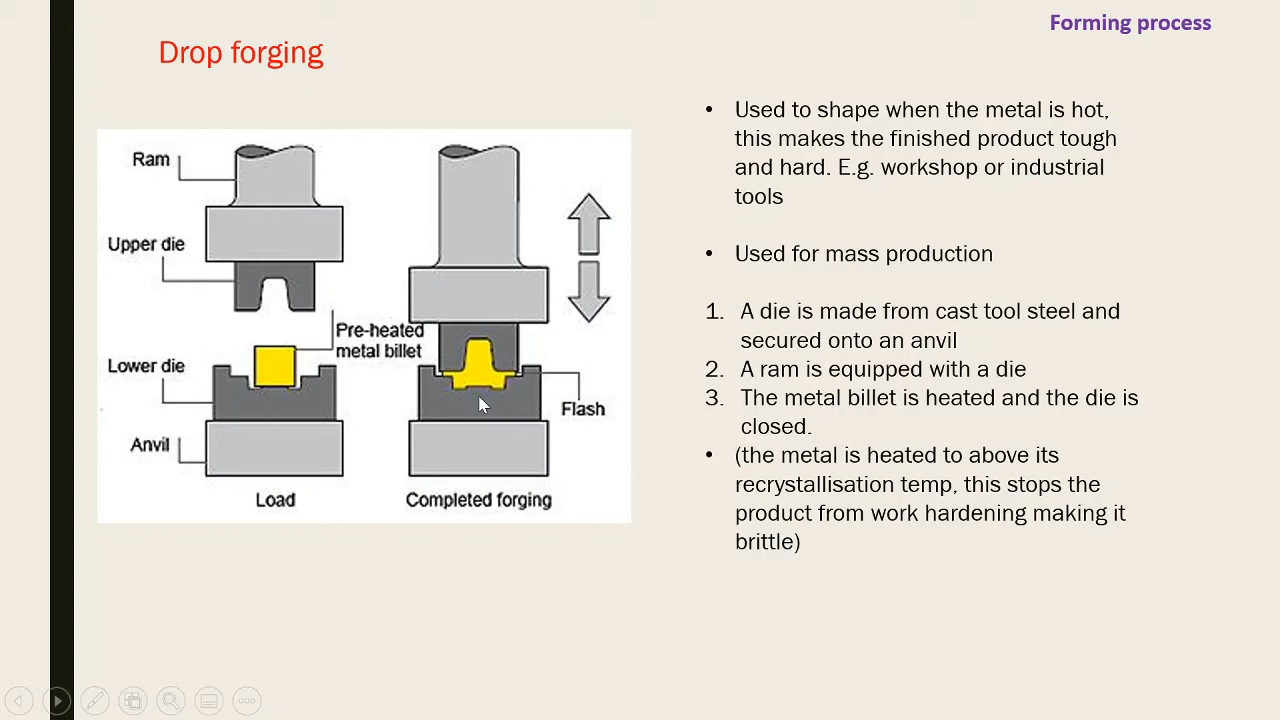 Forming process
Drop forging
Ram
Upper die
Pre-heated
metal billet
Lower die
Anvil
Flash
Load
Completed forging
• Used to shape when the metal is hot,
this makes the finished product tough
and hard. E.g. workshop or industrial
tools
• Used for mass production
1. A die is made from cast tool steel and
secured onto an anvil
2. A ram is equipped with a die
3. The metal billet is heated and the die is
closed.
• (the metal is heated to above its
recrystallisation temp, this stops the
product from work hardening making it
brittle)